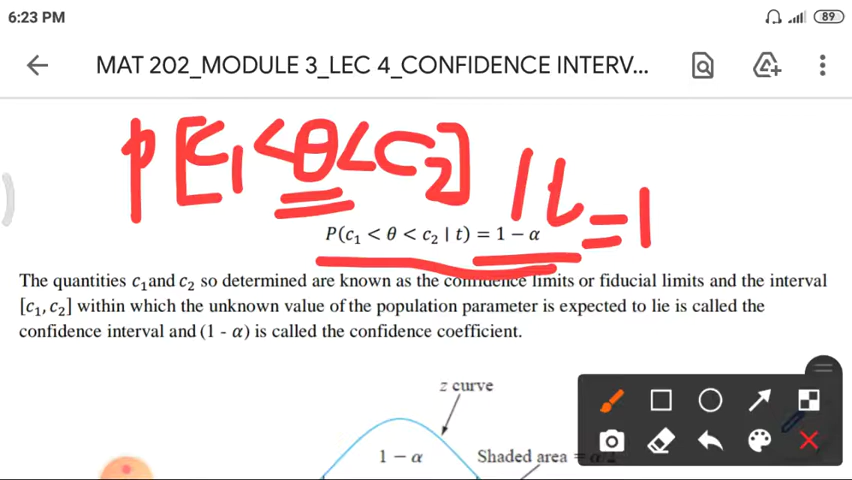 6:23 PM
89
MAT 202_MODULE 3_LEC 4_CONFIDENCE INTERV...
P[C₁<θ<C₂] | t = 1
P(c₁ < θ < c₂ | t) = 1 − α
The quantities c₁and c₂ so determined are known as the confidence limits or fiducial limits and the interval
[c₁, c₂] within which the unknown value of the population parameter is expected to lie is called the
confidence interval and (1 - α) is called the confidence coefficient.
z curve
1 − α
Shaded area =